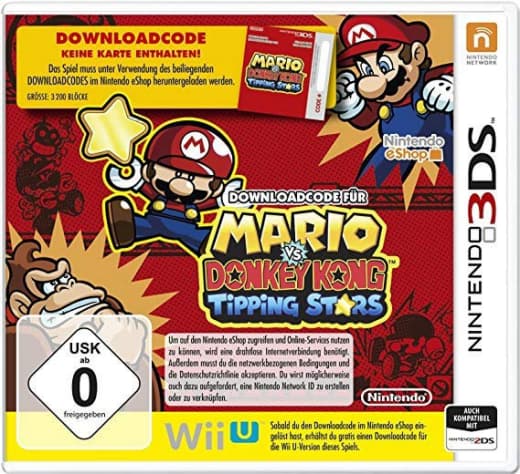 DOWNLOADCODE
KEINE KARTE ENTHALTEN!
Das Spiel muss unter Verwendung des beiliegenden
DOWNLOADCODES im Nintendo eShop heruntergeladen werden.
GRÖSSE: 3 200 BLÖCKE
NINTENDO 3DS
MARIO
VS
DONKEY KONG
TIPPING STARS
CODE
NINTENDO
NETWORK
Nintendo
eShop
NINTENDO 3DS
DOWNLOADCODE FÜR
MARIO
VS
DONKEY KONG™
TIPPING STARS
USK
ab
0
freigegeben
Um auf den Nintendo eShop zugreifen und Online-Services nutzen
zu können, wird eine drahtlose Internetverbindung benötigt.
Außerdem musst du die netzwerkbezogenen Bedingungen und
die Datenschutzrichtlinie akzeptieren. Du wirst möglicherweise
auch dazu aufgefordert, eine Nintendo Network ID zu erstellen
oder zu verknüpfen.
Nintendo
Wii U™
Sobald du den Downloadcode im Nintendo eShop ein-
gelöst hast, erhältst du gratis einen Downloadcode für
die Wii U-Version dieses Spiels.
AUCH
KOMPATIBEL
MIT
NINTENDO 2DS